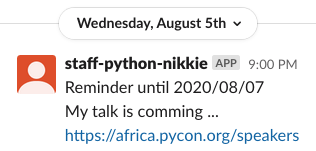 Wednesday, August 5th
staff-python-nikkie APP 9:00 PM
Reminder until 2020/08/07
My talk is comming ...
https://africa.pycon.org/speakers